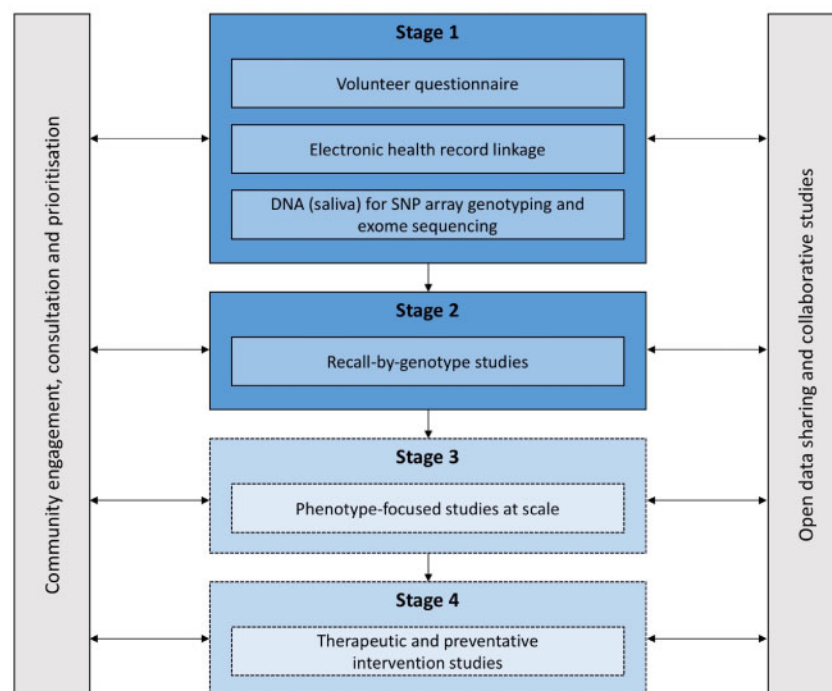 Community engagement, consultation and prioritisation
Stage 1
Volunteer questionnaire
Electronic health record linkage
DNA (saliva) for SNP array genotyping and
exome sequencing
Stage 2
Recall-by-genotype studies
Stage 3
Phenotype-focused studies at scale
Stage 4
Therapeutic and preventative
intervention studies
Open data sharing and collaborative studies